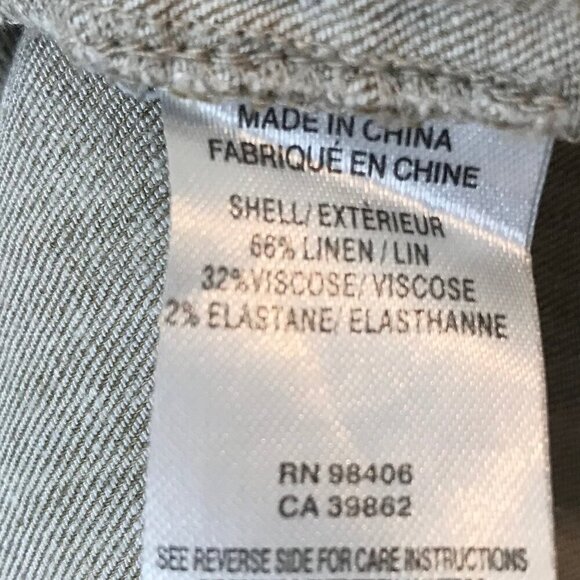 MADE IN CHINA
FABRIQUÉ EN CHINE
SHELL/EXTÈRIEUR
66% LINEN/LIN
32% VISCOSE/VISCOSE
2% ELASTANE/ELASTHANNE
RN 98406
CA 39862
SEE REVERSE SIDE FOR CARE INSTRUCTIONS